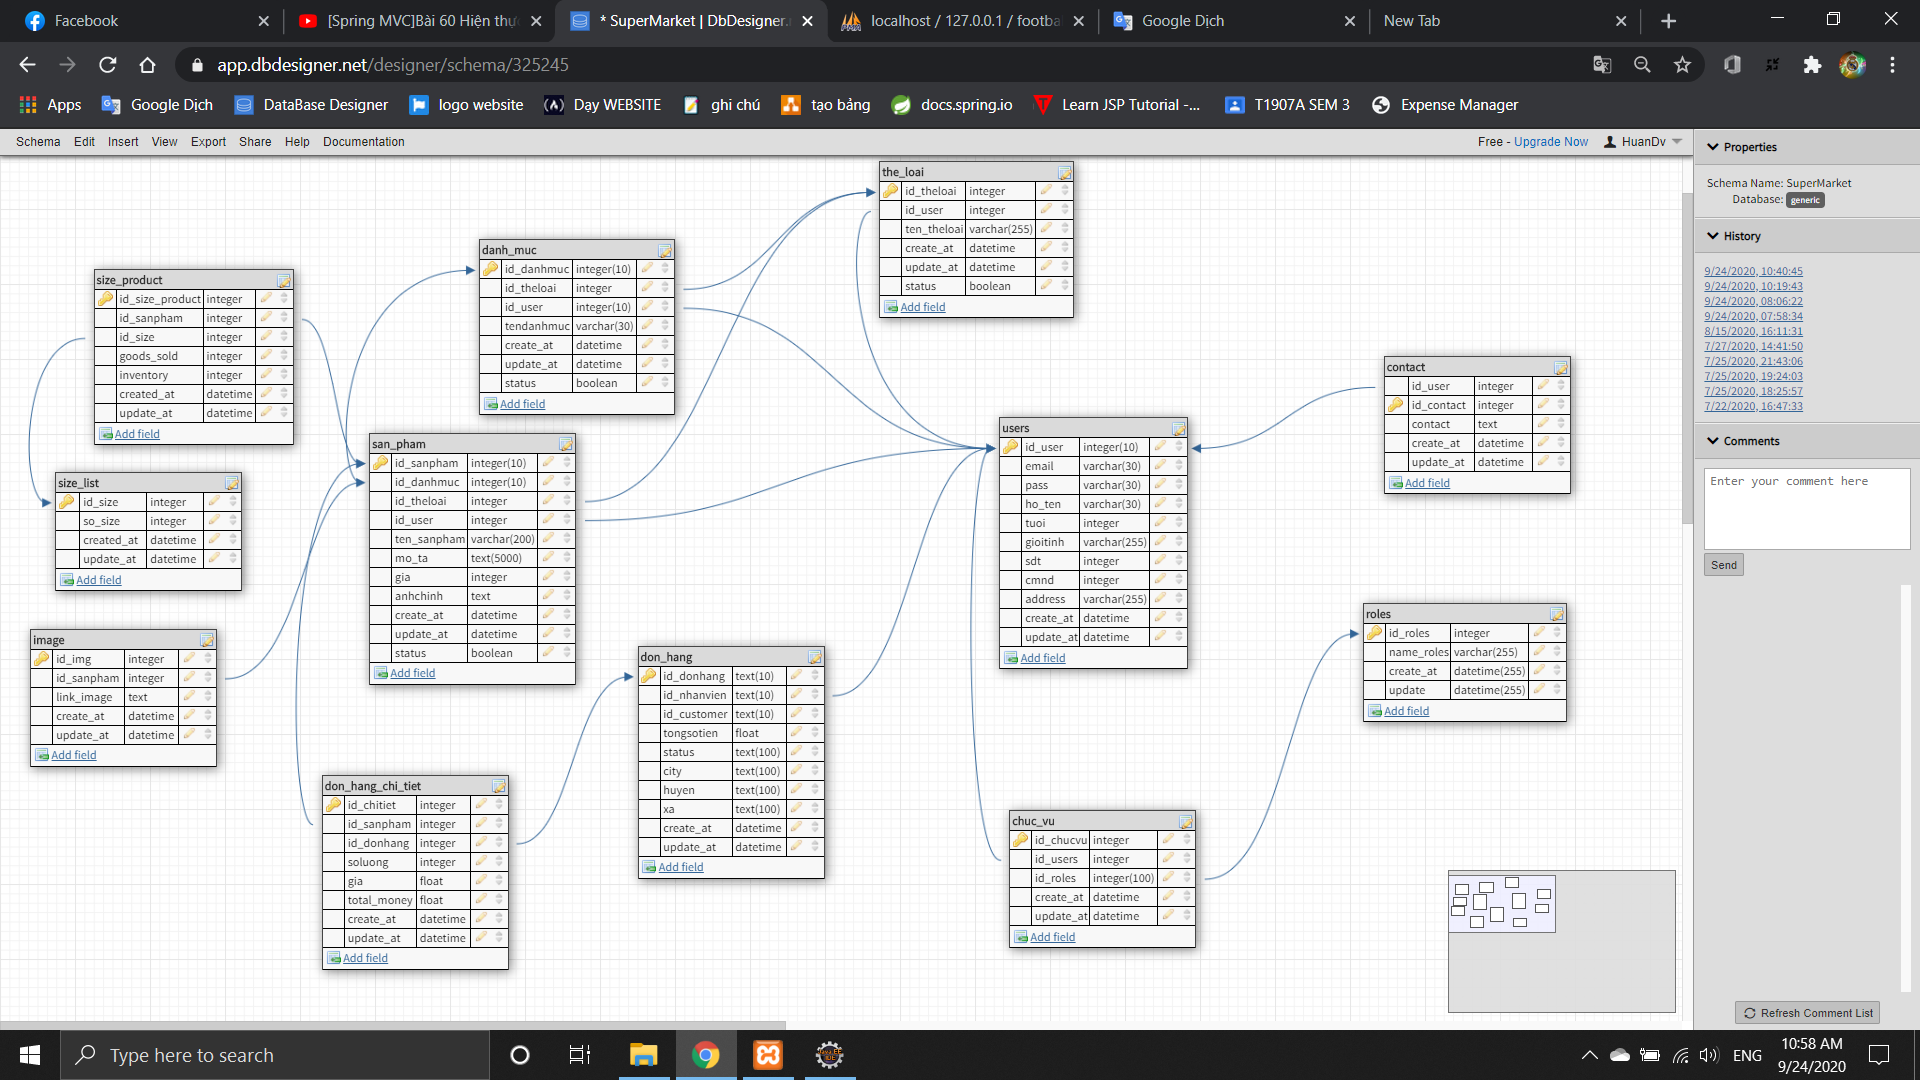 Facebook
[Spring MVC]Bài 60 Hiện thự
* SuperMarket | DbDesigner.
localhost / 127.0.0.1 / footba
Google Dịch
New Tab
app.dbdesigner.net/designer/schema/325245
Apps
Google Dịch
DataBase Designer
logo website
Dạy WEBSITE
ghi chú
tạo bảng
docs.spring.io
Learn JSP Tutorial -...
T1907A SEM 3
Expense Manager
Schema Edit Insert View Export Share Help Documentation
Free - Upgrade Now
HuanDv
Properties
Schema Name: SuperMarket
Database: generic
History
9/24/2020, 10:40:45
9/24/2020, 10:19:43
9/24/2020, 08:06:22
9/24/2020, 07:58:34
8/15/2020, 16:11:31
7/27/2020, 14:41:50
7/25/2020, 21:43:06
7/25/2020, 19:24:03
7/25/2020, 18:25:57
7/22/2020, 16:47:33
Comments
Enter your comment here
Send
Refresh Comment List
the_loai
id_theloai integer
id_user integer
ten_theloai varchar(255)
create_at datetime
update_at datetime
status boolean
Add field
danh_muc
id_danhmuc integer(10)
id_theloai integer
id_user integer(10)
tendanhmuc varchar(30)
create_at datetime
update_at datetime
status boolean
Add field
size_product
id_size_product integer
id_sanpham integer
id_size integer
goods_sold integer
inventory integer
created_at datetime
update_at datetime
Add field
contact
id_user integer
id_contact integer
contact text
create_at datetime
update_at datetime
Add field
users
id_user integer(10)
email varchar(30)
pass varchar(30)
ho_ten varchar(30)
tuoi integer
gioitinh varchar(255)
sdt integer
cmnd integer
address varchar(255)
create_at datetime
update_at datetime
Add field
san_pham
id_sanpham integer(10)
id_danhmuc integer(10)
id_theloai integer
id_user integer
ten_sanpham varchar(200)
mo_ta text(5000)
gia integer
anhchinh text
create_at datetime
update_at datetime
status boolean
Add field
size_list
id_size integer
so_size integer
created_at datetime
update_at datetime
Add field
image
id_img integer
id_sanpham integer
link_image text
create_at datetime
update_at datetime
Add field
roles
id_roles integer
name_roles varchar(255)
create_at datetime(255)
update datetime(255)
Add field
don_hang
id_donhang text(10)
id_nhanvien text(10)
id_customer text(10)
tongsotien float
status text(100)
city text(100)
huyen text(100)
xa text(100)
create_at datetime
update_at datetime
Add field
don_hang_chi_tiet
id_chitiet integer
id_sanpham integer
id_donhang integer
soluong integer
gia float
total_money float
create_at datetime
update_at datetime
Add field
chuc_vu
id_chucvu integer
id_users integer
id_roles integer(100)
create_at datetime
update_at datetime
Add field
Type here to search
ENG
10:58 AM
9/24/2020